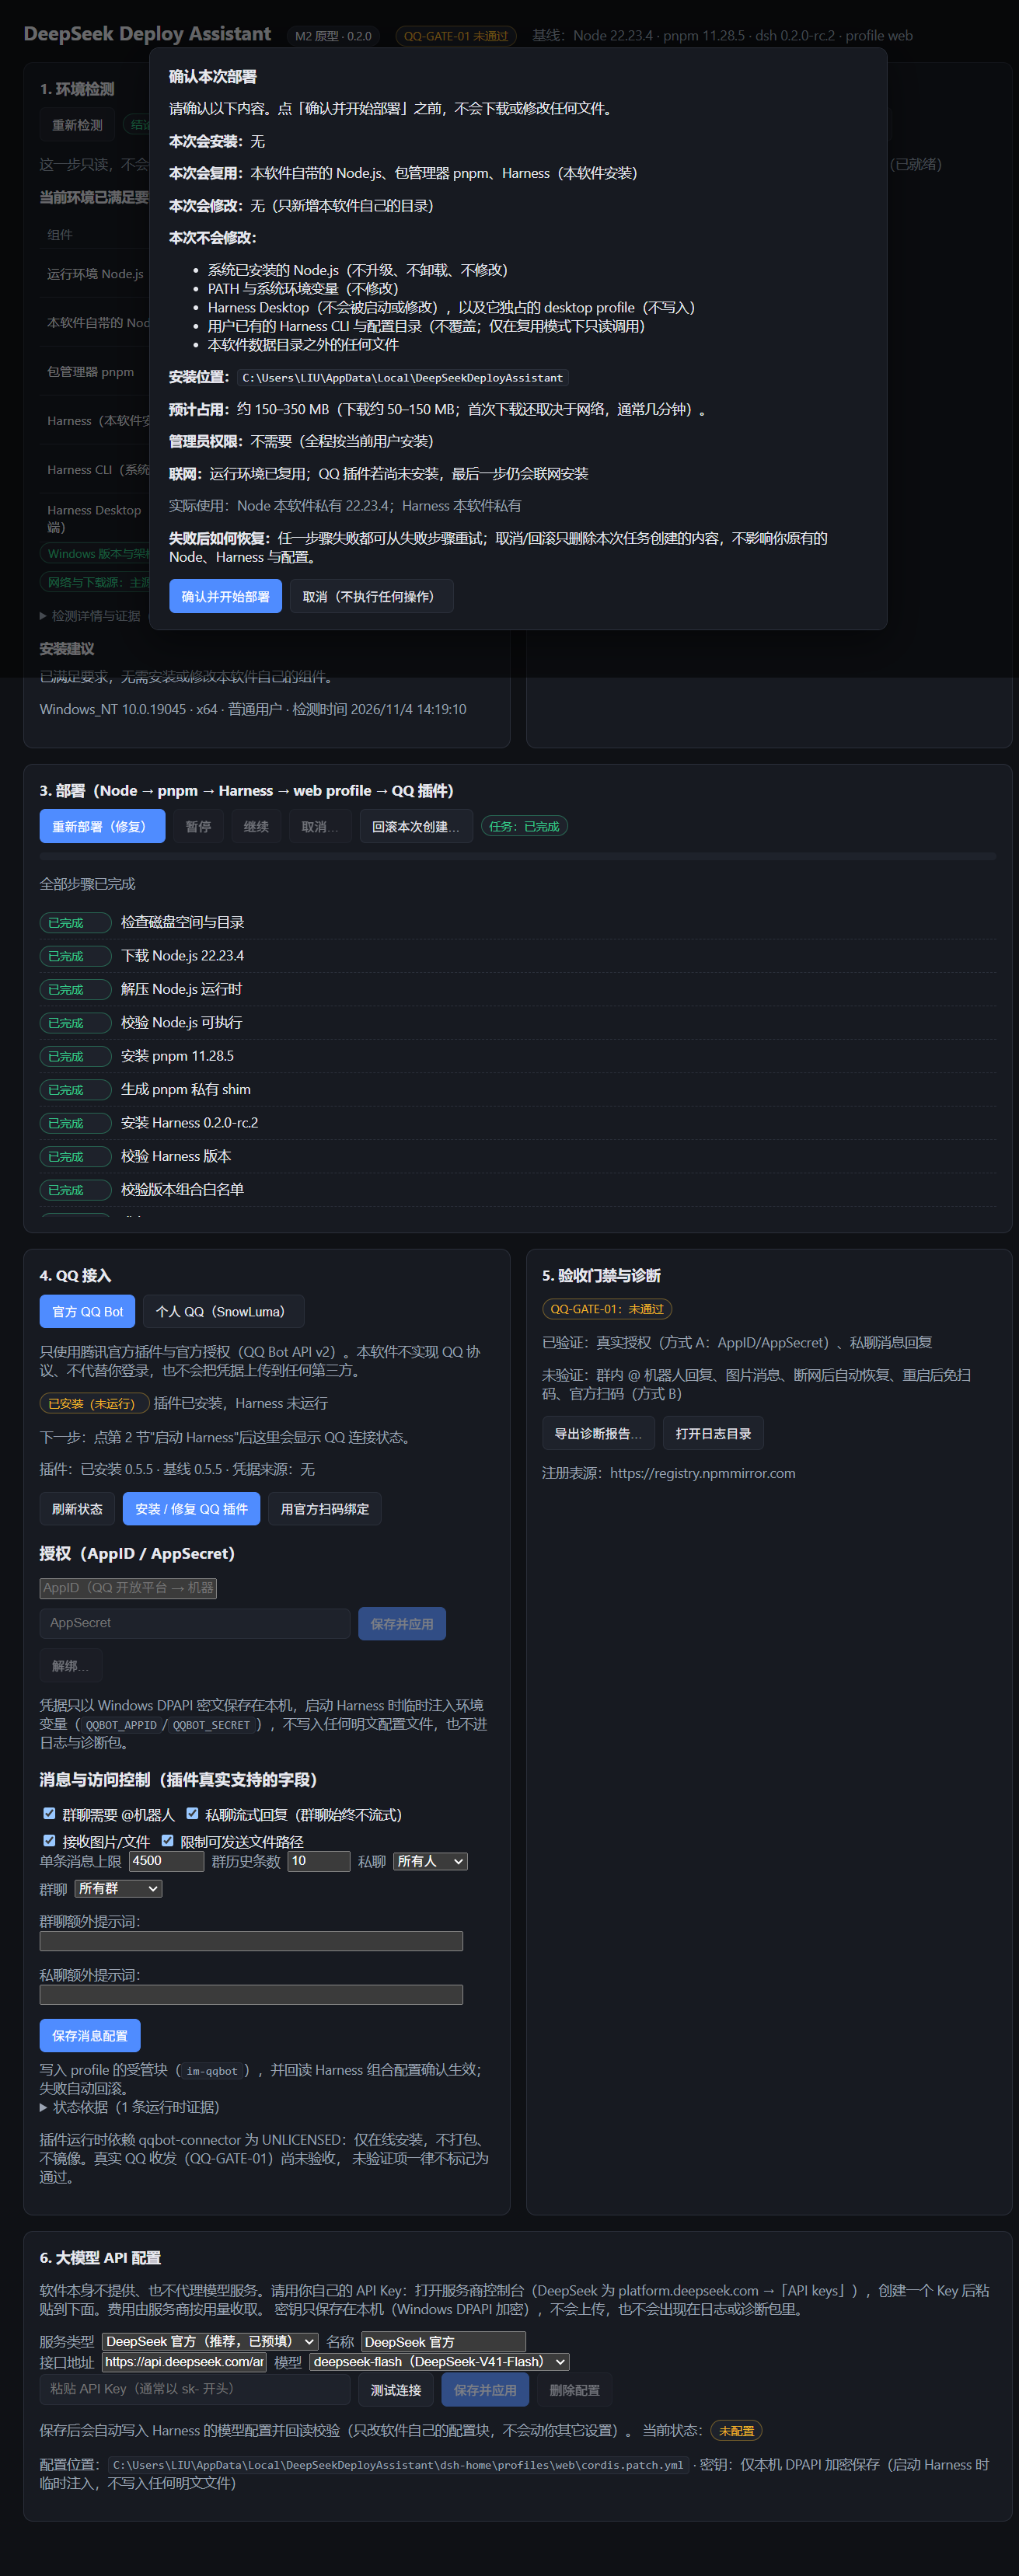 DeepSeek Deploy Assistant M2 原型 · 0.2.0 QQ-GATE-01 未通过 基线：Node 22.23.4 · pnpm 11.28.5 · dsh 0.2.0-rc.2 · profile web
1. 环境检测
重新检测
这一步只读，不会
（已就绪）
当前环境已满足要
组件
运行环境 Node.js
本软件自带的 Nod
包管理器 pnpm
Harness（本软件安
Harness CLI（系统
Harness Desktop
端）
Windows 版本与架构
网络与下载源：主源
检测详情与证据
安装建议
已满足要求，无需安装或修改本软件自己的组件。
Windows_NT 10.0.19045 · x64 · 普通用户 · 检测时间 2026/11/4 14:19:10
确认本次部署
请确认以下内容。点「确认并开始部署」之前，不会下载或修改任何文件。
本次会安装：无
本次会复用：本软件自带的 Node.js、包管理器 pnpm、Harness（本软件安装）
本次会修改：无（只新增本软件自己的目录）
本次不会修改：
• 系统已安装的 Node.js（不升级、不卸载、不修改）
• PATH 与系统环境变量（不修改）
• Harness Desktop（不会被启动或修改），以及它独占的 desktop profile（不写入）
• 用户已有的 Harness CLI 与配置目录（不覆盖；仅在复用模式下只读调用）
• 本软件数据目录之外的任何文件
安装位置：C:\Users\LIU\AppData\Local\DeepSeekDeployAssistant
预计占用：约 150–350 MB（下载约 50–150 MB；首次下载还取决于网络，通常几分钟）。
管理员权限：不需要（全程按当前用户安装）
联网：运行环境已复用；QQ 插件若尚未安装，最后一步仍会联网安装
实际使用：Node 本软件私有 22.23.4；Harness 本软件私有
失败后如何恢复：任一步骤失败都可从失败步骤重试；取消/回滚只删除本次任务创建的内容，不影响你原有的
Node、Harness 与配置。
确认并开始部署 取消（不执行任何操作）
3. 部署（Node → pnpm → Harness → web profile → QQ 插件）
重新部署（修复） 暂停 继续 取消… 回滚本次创建… 任务：已完成
全部步骤已完成
已完成 检查磁盘空间与目录
已完成 下载 Node.js 22.23.4
已完成 解压 Node.js 运行时
已完成 校验 Node.js 可执行
已完成 安装 pnpm 11.28.5
已完成 生成 pnpm 私有 shim
已完成 安装 Harness 0.2.0-rc.2
已完成 校验 Harness 版本
已完成 校验版本组合白名单
4. QQ 接入
官方 QQ Bot 个人 QQ（SnowLuma）
只使用腾讯官方插件与官方授权（QQ Bot API v2）。本软件不实现 QQ 协
议、不代替你登录，也不会把凭据上传到任何第三方。
已安装（未运行） 插件已安装，Harness 未运行
下一步：点第 2 节"启动 Harness"后这里会显示 QQ 连接状态。
插件：已安装 0.5.5 · 基线 0.5.5 · 凭据来源：无
刷新状态 安装 / 修复 QQ 插件 用官方扫码绑定
授权（AppID / AppSecret）
AppID（QQ 开放平台 → 机器
AppSecret 保存并应用
解绑…
凭据只以 Windows DPAPI 密文保存在本机，启动 Harness 时临时注入环境
变量（QQBOT_APPID/QQBOT_SECRET），不写入任何明文配置文件，也不进
日志与诊断包。
消息与访问控制（插件真实支持的字段）
群聊需要 @机器人 私聊流式回复（群聊始终不流式）
接收图片/文件 限制可发送文件路径
单条消息上限 4500 群历史条数 10 私聊 所有人
群聊 所有群
群聊额外提示词：
私聊额外提示词：
保存消息配置
写入 profile 的受管块（im-qqbot），并回读 Harness 组合配置确认生效；
失败自动回滚。
状态依据（1 条运行时证据）
插件运行时依赖 qqbot-connector 为 UNLICENSED：仅在线安装，不打包、
不镜像。真实 QQ 收发（QQ-GATE-01）尚未验收， 未验证项一律不标记为
通过。
5. 验收门禁与诊断
QQ-GATE-01：未通过
已验证：真实授权（方式 A：AppID/AppSecret）、私聊消息回复
未验证：群内 @ 机器人回复、图片消息、断网后自动恢复、重启后免扫
码、官方扫码（方式 B）
导出诊断报告… 打开日志目录
注册表源：https://registry.npmmirror.com
6. 大模型 API 配置
软件本身不提供、也不代理模型服务。请用你自己的 API Key：打开服务商控制台（DeepSeek 为 platform.deepseek.com →「API keys」），创建一个 Key 后粘
贴到下面。费用由服务商按用量收取。 密钥只保存在本机（Windows DPAPI 加密），不会上传，也不会出现在日志或诊断包里。
服务类型 DeepSeek 官方（推荐，已预填） 名称 DeepSeek 官方
接口地址 https://api.deepseek.com/ar 模型 deepseek-flash（DeepSeek-V41-Flash）
粘贴 API Key（通常以 sk- 开头） 测试连接 保存并应用 删除配置
保存后会自动写入 Harness 的模型配置并回读校验（只改软件自己的配置块，不会动你其它设置）。 当前状态：未配置
配置位置：C:\Users\LIU\AppData\Local\DeepSeekDeployAssistant\dsh-home\profiles\web\cordis.patch.yml · 密钥：仅本机 DPAPI 加密保存（启动 Harness 时
临时注入，不写入任何明文文件）